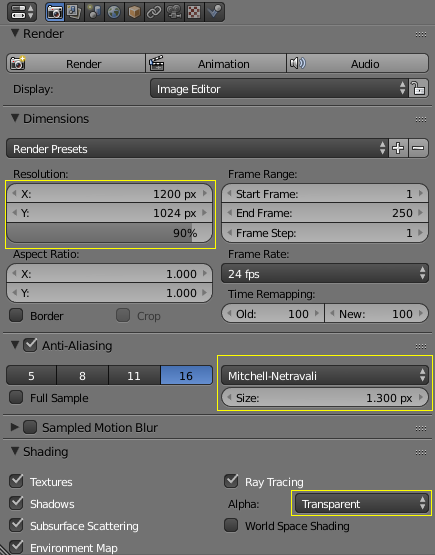 Render
Render Animation Audio
Display: Image Editor
Dimensions
Render Presets
Resolution: Frame Range:
X: 1200 px Start Frame: 1
Y: 1024 px End Frame: 250
90% Frame Step: 1
Aspect Ratio: Frame Rate:
X: 1.000 24 fps
Y: 1.000 Time Remapping:
Border Crop Old: 100 New: 100
Anti-Aliasing
5 8 11 16 Mitchell-Netravali
Full Sample Size: 1.300 px
Sampled Motion Blur
Shading
Textures Ray Tracing
Shadows Alpha: Transparent
Subsurface Scattering World Space Shading
Environment Map